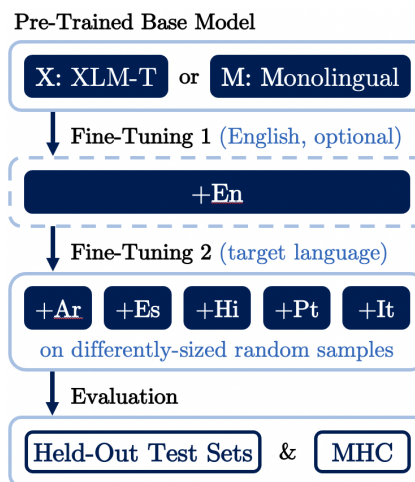 Pre-Trained Base Model
X: XLM-T or M: Monolingual
Fine-Tuning 1 (English, optional)
+En
Fine-Tuning 2 (target language)
+Ar +Es +Hi +Pt +It
on differently-sized random samples
Evaluation
Held-Out Test Sets & MHC